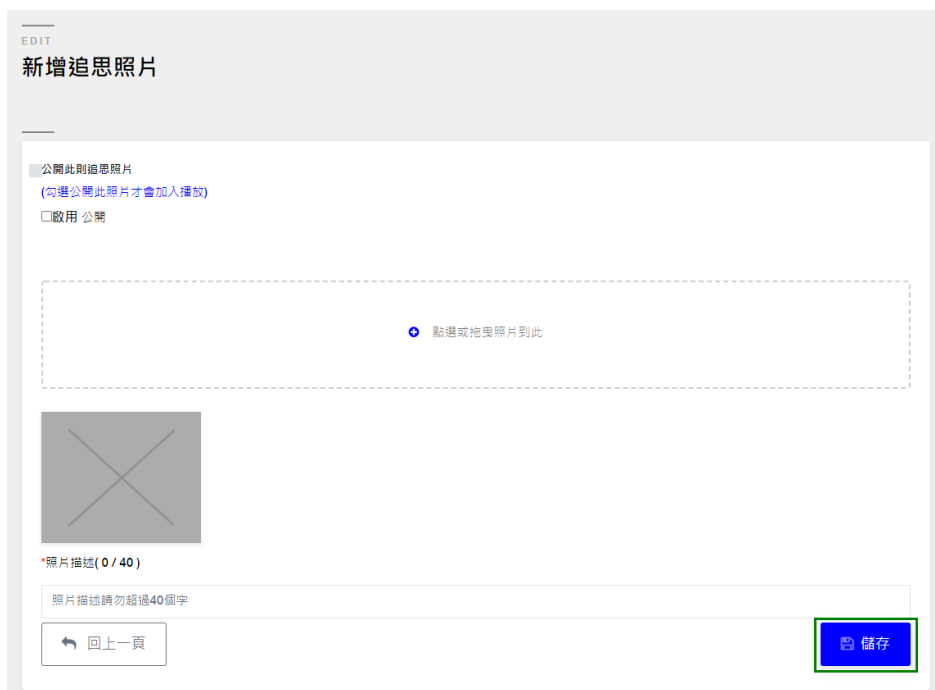 EDIT
新增追思照片
公開此則追思照片
(勾選公開此照片才會加入播放)
啟用 公開
點選或拖曳照片到此
*照片描述( 0 / 40 )
照片描述請勿超過40個字
回上一頁
儲存